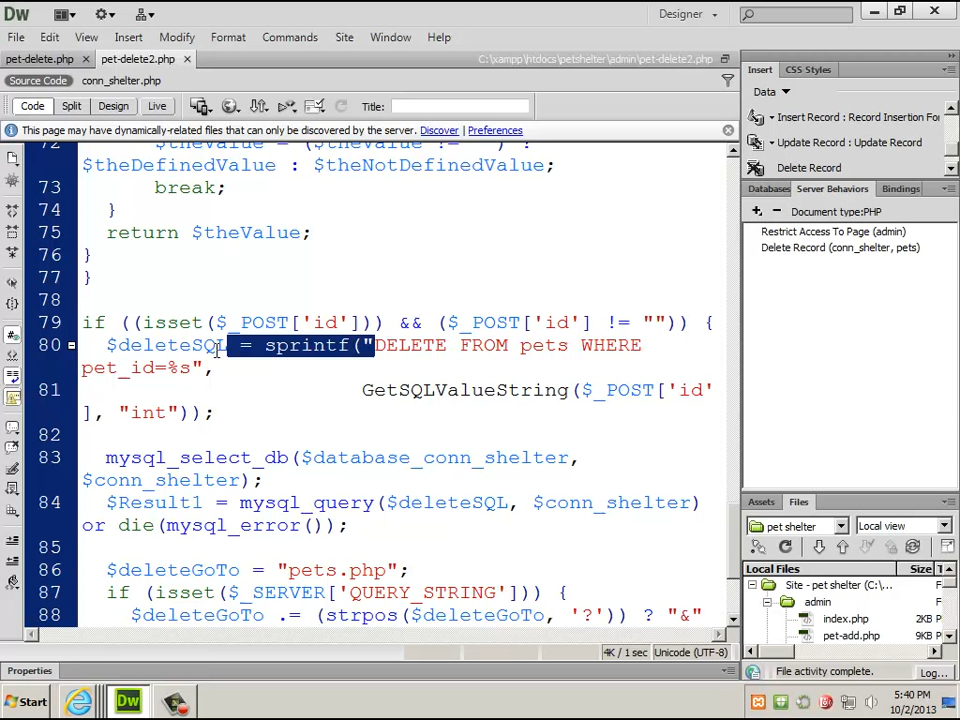 Dw
Designer
File Edit View Insert Modify Format Commands Site Window Help
pet-delete.php × pet-delete2.php × C:\xampp\htdocs\petshelter\admin\pet-delete2.php
Source Code conn_shelter.php
Code Split Design Live Title:
This page may have dynamically-related files that can only be discovered by the server. Discover | Preferences
72 $theValue = ($theValue != "") ?
$theDefinedValue : $theNotDefinedValue;
73 break;
74 }
75 return $theValue;
76 }
77 }
78
79 if ((isset($_POST['id'])) && ($_POST['id'] != "")) {
80 $deleteSQL = sprintf("DELETE FROM pets WHERE
pet_id=%s",
81 GetSQLValueString($_POST['id'
], "int"));
82
83 mysql_select_db($database_conn_shelter,
$conn_shelter);
84 $Result1 = mysql_query($deleteSQL, $conn_shelter)
or die(mysql_error());
85
86 $deleteGoTo = "pets.php";
87 if (isset($_SERVER['QUERY_STRING'])) {
88 $deleteGoTo .= (strpos($deleteGoTo, '?')) ? "&"
4K / 1 sec Unicode (UTF-8)
Properties
Insert CSS Styles
Data
Insert Record : Record Insertion For
Update Record : Update Record
Delete Record
Databases Server Behaviors Bindings
Document type:PHP
Restrict Access To Page (admin)
Delete Record (conn_shelter, pets)
Assets Files
pet shelter Local view
Local Files Size
Site - pet shelter (C:\...
admin
index.php 2KB
pet-add.php 9KB
File activity complete. Log...
Start Dw
5:40 PM
10/2/2013